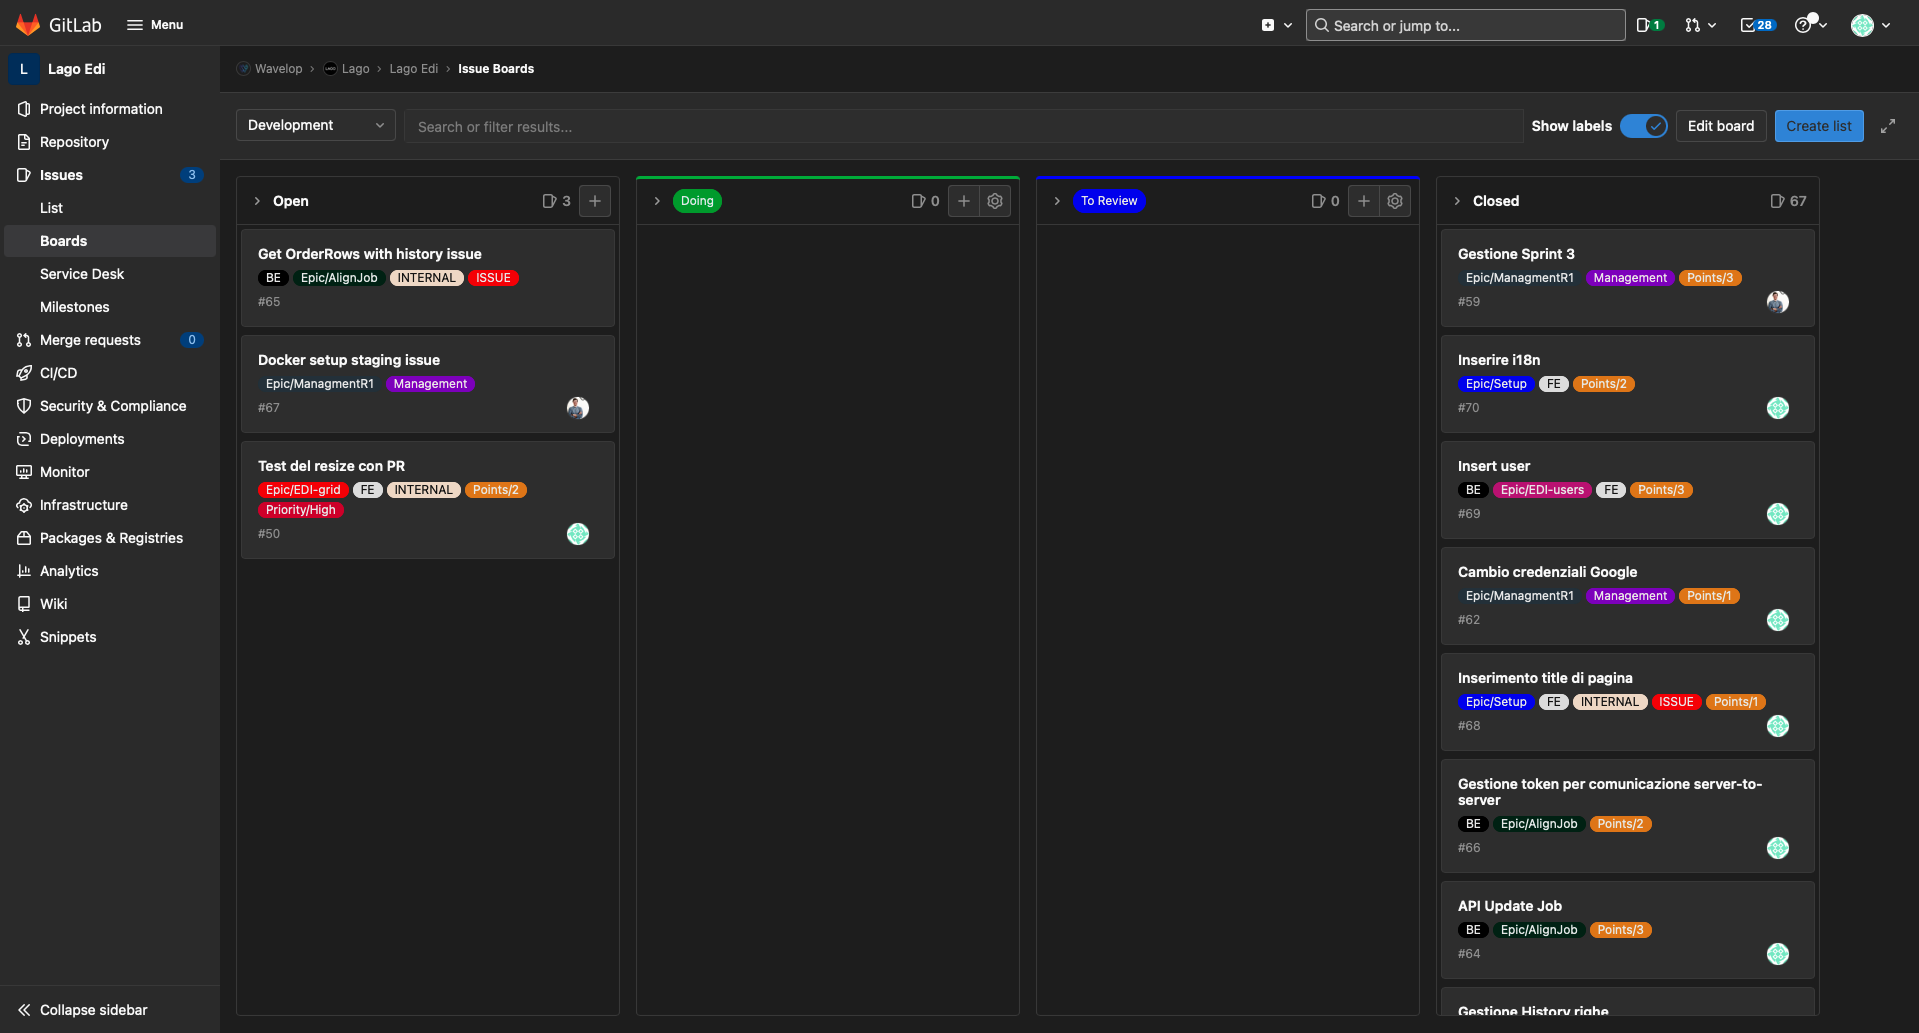 GitLab
Menu
Search or jump to...
1
28
L
Lago Edi
Wavelop › Lago › Lago Edi › Issue Boards
Project information
Repository
Issues 3
List
Boards
Service Desk
Milestones
Merge requests 0
CI/CD
Security & Compliance
Deployments
Monitor
Infrastructure
Packages & Registries
Analytics
Wiki
Snippets
Collapse sidebar
Development
Search or filter results...
Show labels
Edit board
Create list
Open
3
Get OrderRows with history issue
BE Epic/AlignJob INTERNAL ISSUE
#65
Docker setup staging issue
Epic/ManagmentR1 Management
#67
Test del resize con PR
Epic/EDI-grid FE INTERNAL Points/2
Priority/High
#50
Doing
0
To Review
0
Closed
67
Gestione Sprint 3
Epic/ManagmentR1 Management Points/3
#59
Inserire i18n
Epic/Setup FE Points/2
#70
Insert user
BE Epic/EDI-users FE Points/3
#69
Cambio credenziali Google
Epic/ManagmentR1 Management Points/1
#62
Inserimento title di pagina
Epic/Setup FE INTERNAL ISSUE Points/1
#68
Gestione token per comunicazione server-to-
server
BE Epic/AlignJob Points/2
#66
API Update Job
BE Epic/AlignJob Points/3
#64
Gestione History righe